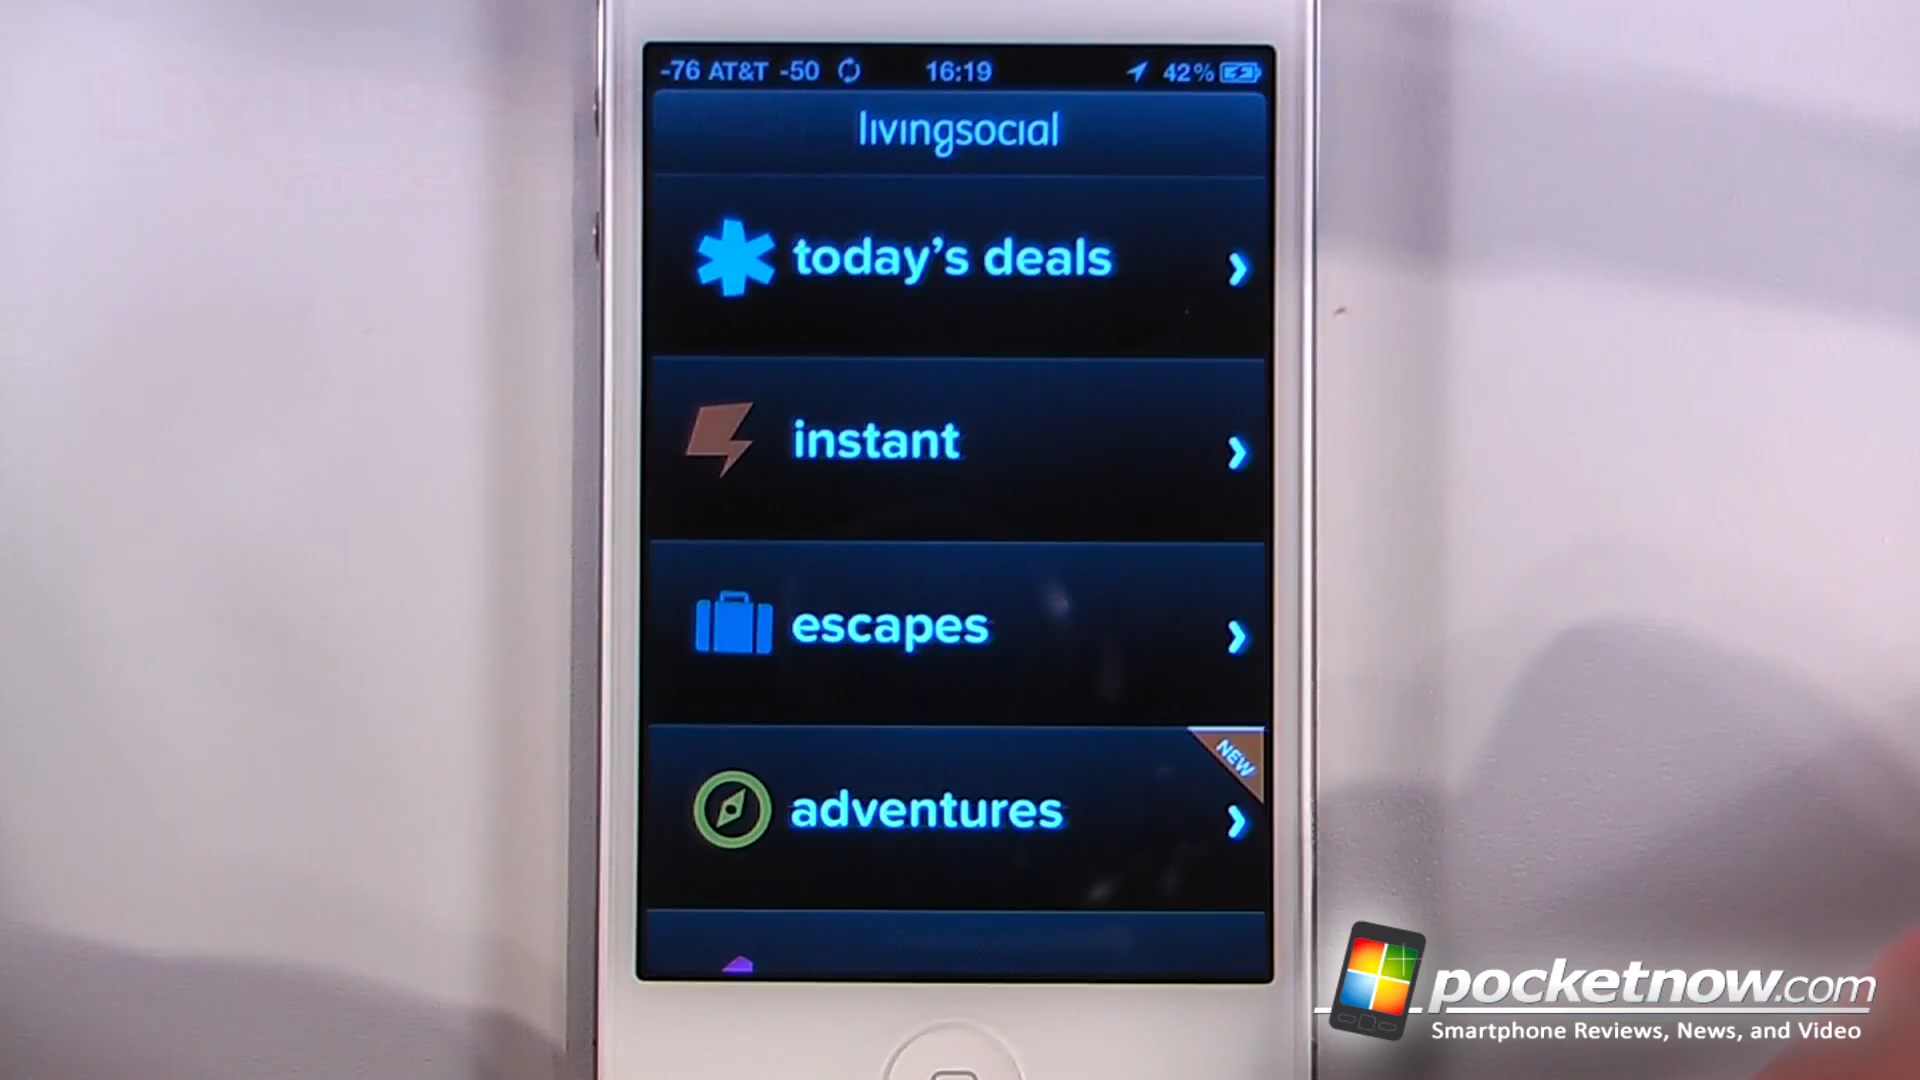 -76 AT&T -50 16:19 42%
livingsocial
today's deals
instant
escapes
NEW
adventures
pocketnow.com
Smartphone Reviews, News, and Video